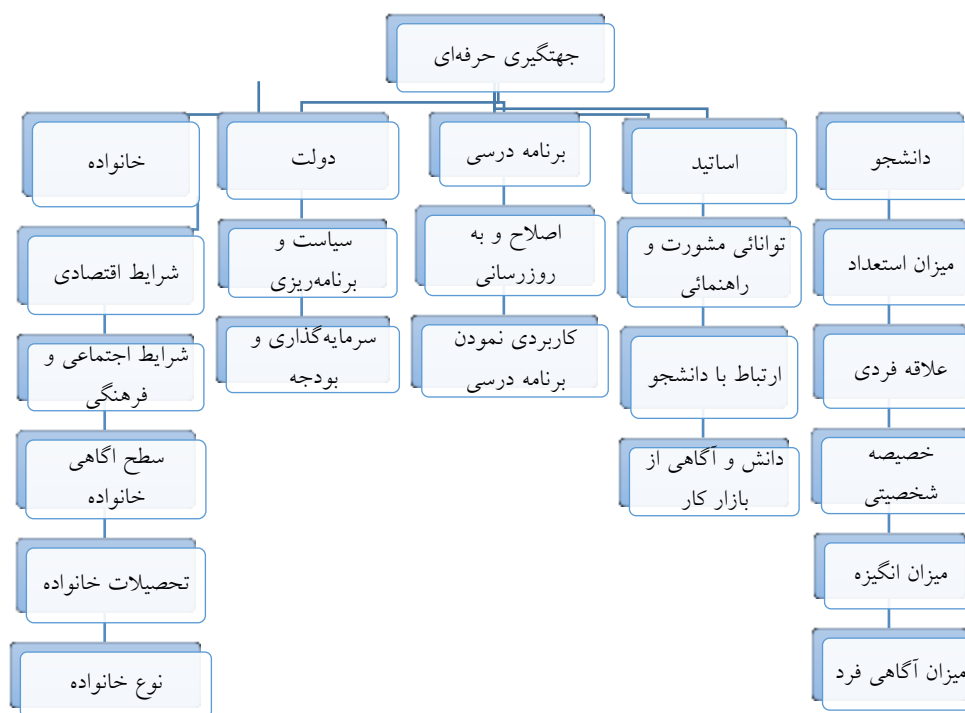 جهتگیری حرفه‌ای
دانشجو
میزان استعداد
علاقه فردی
خصیصه
شخصیتی
میزان انگیزه
میزان آگاهی فرد
اساتید
توانائی مشورت و
راهنمائی
ارتباط با دانشجو
دانش و آگاهی از
بازار کار
برنامه درسی
اصلاح و به
روزرسانی
کاربردی نمودن
برنامه درسی
دولت
سیاست و
برنامه‌ریزی
سرمایه‌گذاری و
بودجه
خانواده
شرایط اقتصادی
شرایط اجتماعی و
فرهنگی
سطح اگاهی
خانواده
تحصیلات خانواده
نوع خانواده